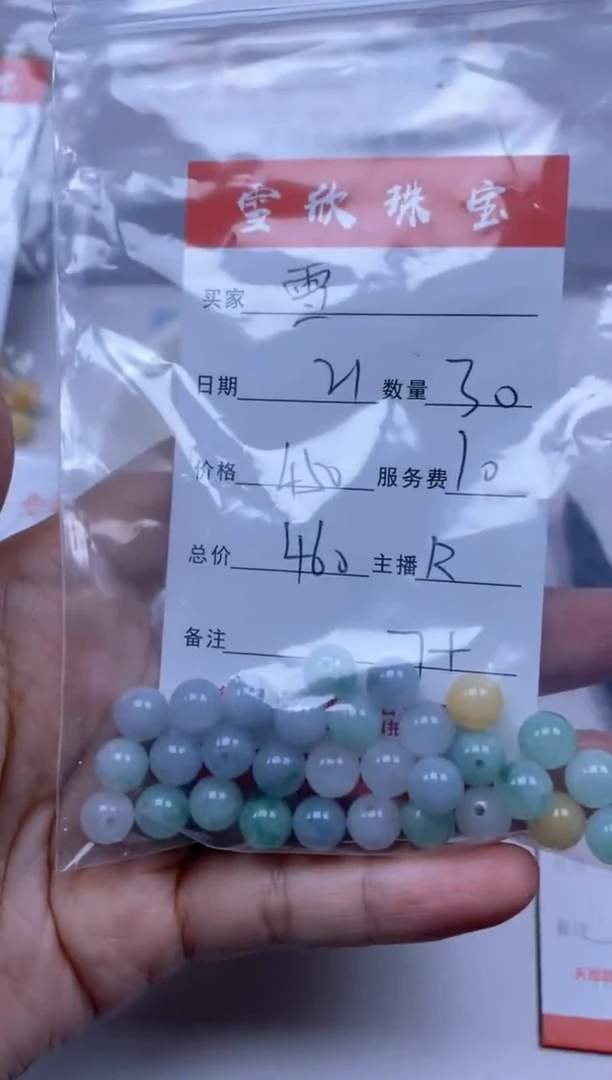 雪欣珠宝
买家 雪
日期 21 数量 30
价格 450 服务费 10
总价 460 主播 R
备注 7+